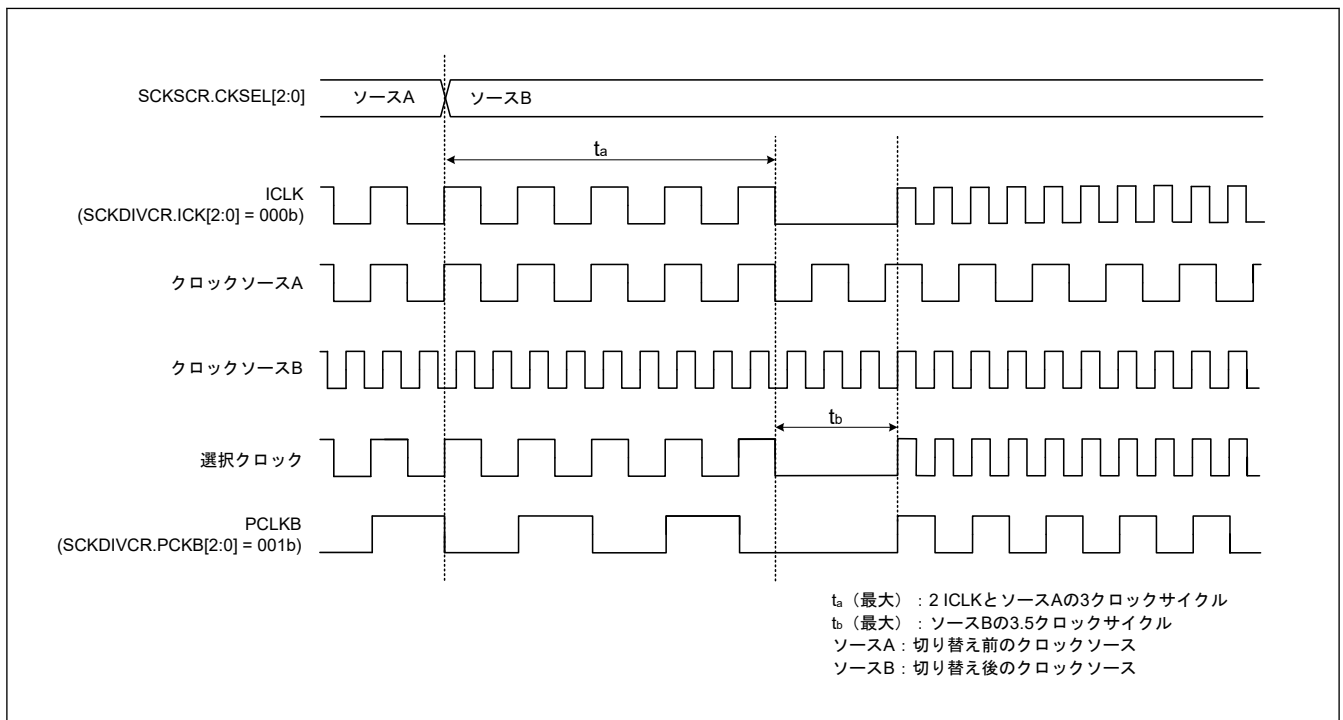 SCKSCR.CKSEL[2:0]
ソースA
ソースB
ta
ICLK
(SCKDIVCR.ICK[2:0] = 000b)
クロックソースA
クロックソースB
tb
選択クロック
PCLKB
(SCKDIVCR.PCKB[2:0] = 001b)
ta（最大）：2 ICLKとソースAの3クロックサイクル
tb（最大）：ソースBの3.5クロックサイクル
ソースA：切り替え前のクロックソース
ソースB：切り替え後のクロックソース